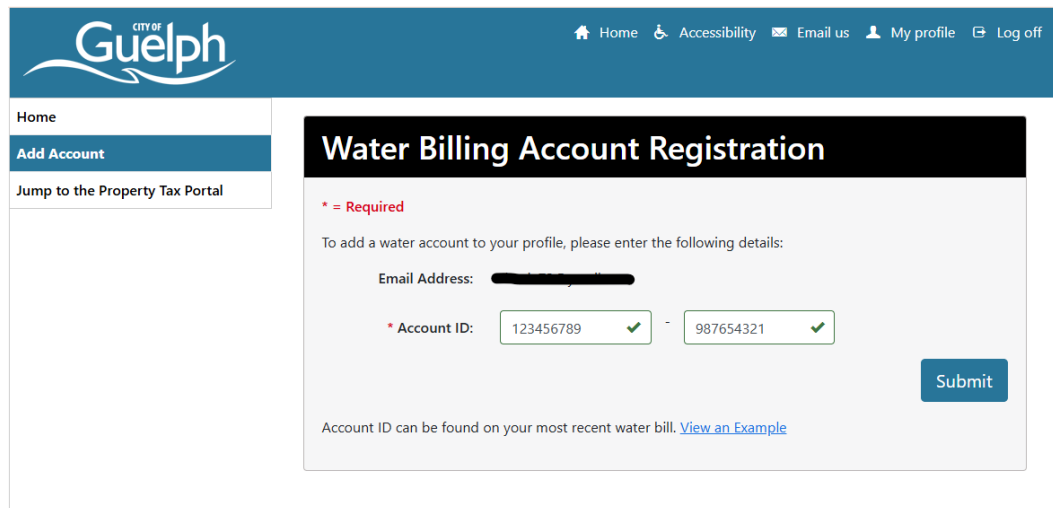 CITY OF
Guelph
Home Accessibility Email us My profile Log off
Home
Add Account
Jump to the Property Tax Portal
Water Billing Account Registration
* = Required
To add a water account to your profile, please enter the following details:
Email Address:
* Account ID: 123456789 - 987654321
Submit
Account ID can be found on your most recent water bill. View an Example